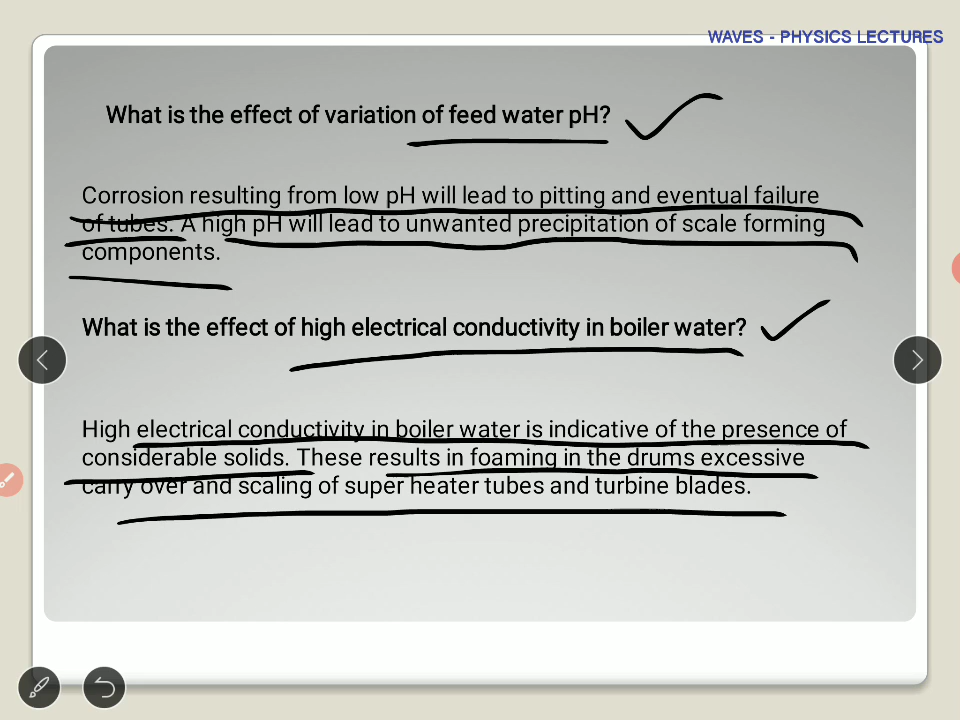 WAVES - PHYSICS LECTURES
What is the effect of variation of feed water pH?
Corrosion resulting from low pH will lead to pitting and eventual failure
of tubes. A high pH will lead to unwanted precipitation of scale forming
components.
What is the effect of high electrical conductivity in boiler water?
High electrical conductivity in boiler water is indicative of the presence of
considerable solids. These results in foaming in the drums excessive
carry over and scaling of super heater tubes and turbine blades.